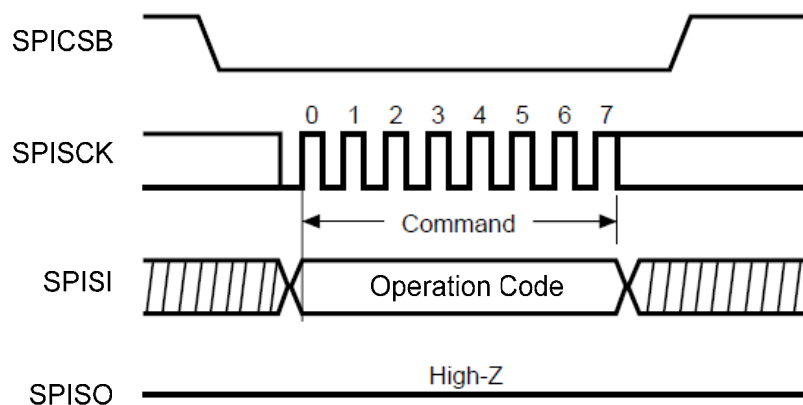 SPICSB
0 1 2 3 4 5 6 7
SPISCK
Command
SPISI
Operation Code
High-Z
SPISO